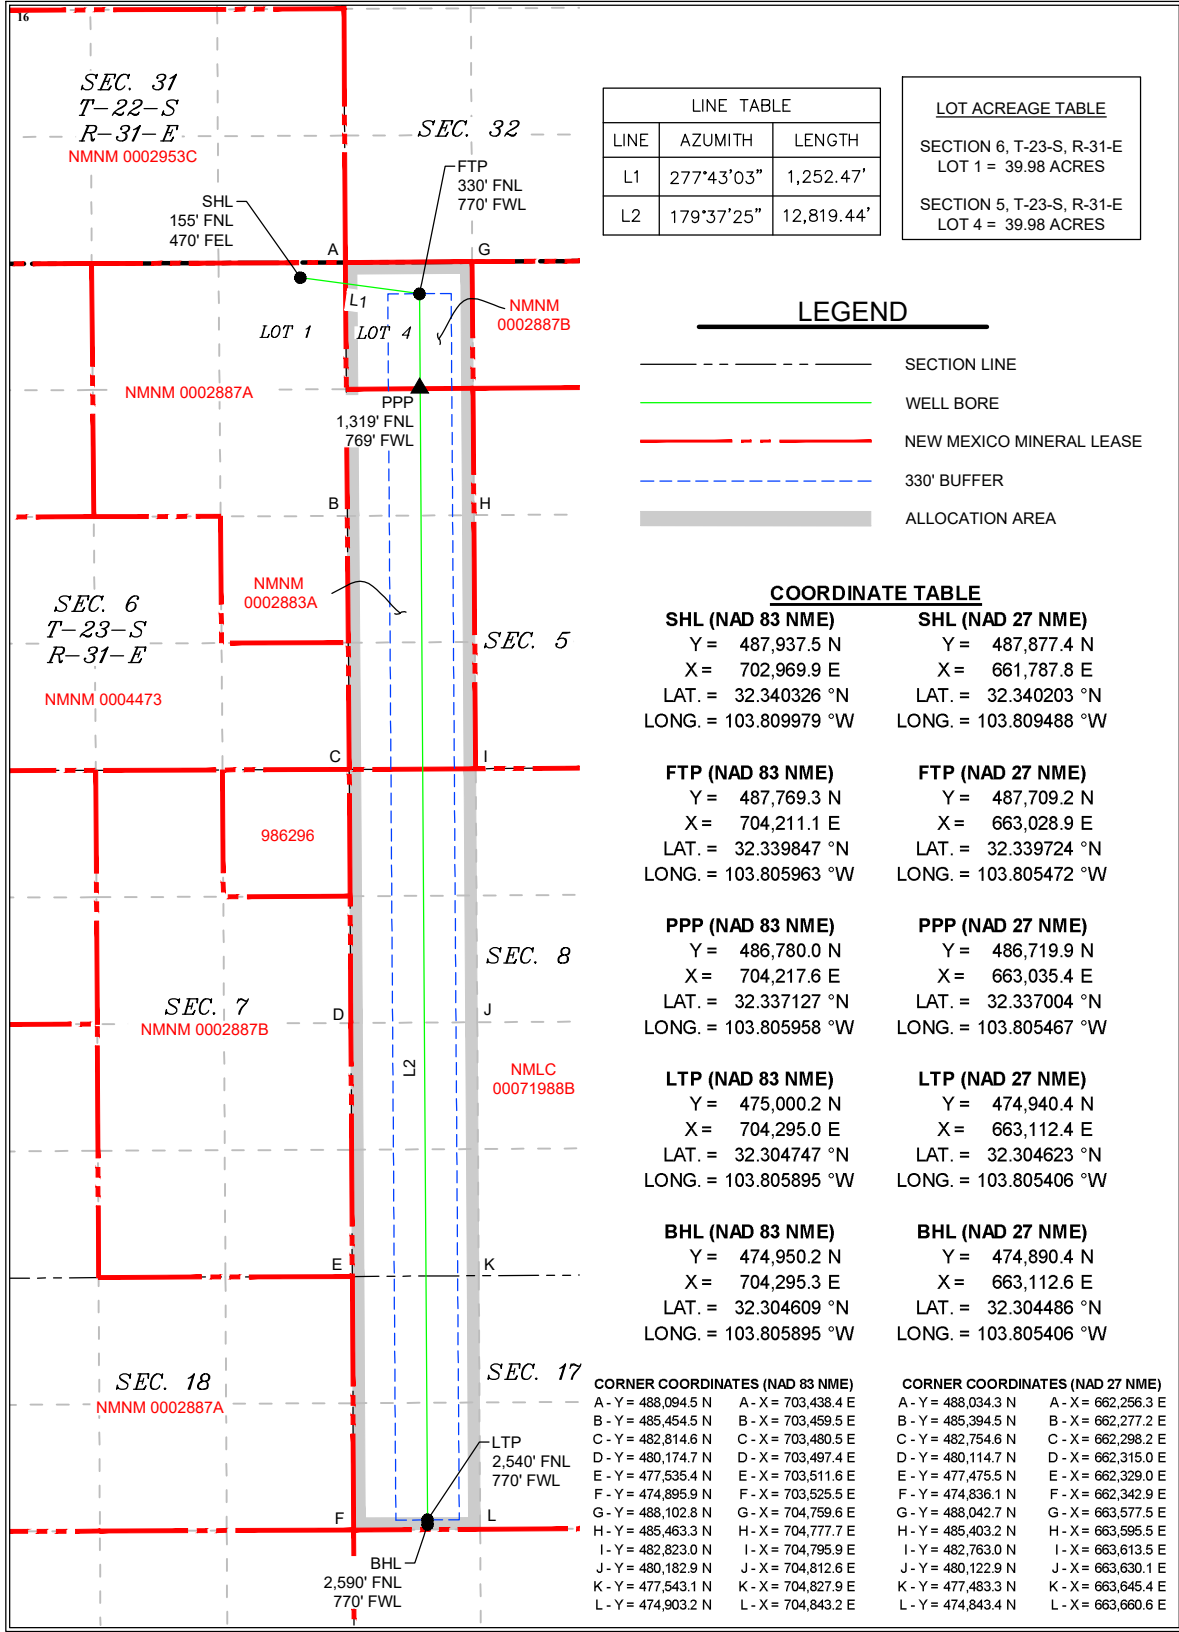 16
SEC. 31
T-22-S
R-31-E
NMNM 0002953C
SEC. 32
SHL
155' FNL
470' FEL
FTP
330' FNL
770' FWL
A
G
L1
LOT 1
LOT 4
NMNM
0002887B
NMNM 0002887A
PPP
1,319' FNL
769' FWL
B
H
NMNM
0002883A
SEC. 6
T-23-S
R-31-E
SEC. 5
NMNM 0004473
C
I
986296
SEC. 8
SEC. 7
NMNM 0002887B
D
J
L2
NMLC
00071988B
E
K
SEC. 18
NMNM 0002887A
SEC. 17
LTP
2,540' FNL
770' FWL
F
L
BHL
2,590' FNL
770' FWL
LINE TABLE
LINE AZUMITH LENGTH
L1 277°43'03" 1,252.47'
L2 179°37'25" 12,819.44'
LOT ACREAGE TABLE
SECTION 6, T-23-S, R-31-E
LOT 1 = 39.98 ACRES
SECTION 5, T-23-S, R-31-E
LOT 4 = 39.98 ACRES
LEGEND
SECTION LINE
WELL BORE
NEW MEXICO MINERAL LEASE
330' BUFFER
ALLOCATION AREA
COORDINATE TABLE
SHL (NAD 83 NME) SHL (NAD 27 NME)
Y = 487,937.5 N Y = 487,877.4 N
X = 702,969.9 E X = 661,787.8 E
LAT. = 32.340326 °N LAT. = 32.340203 °N
LONG. = 103.809979 °W LONG. = 103.809488 °W
FTP (NAD 83 NME) FTP (NAD 27 NME)
Y = 487,769.3 N Y = 487,709.2 N
X = 704,211.1 E X = 663,028.9 E
LAT. = 32.339847 °N LAT. = 32.339724 °N
LONG. = 103.805963 °W LONG. = 103.805472 °W
PPP (NAD 83 NME) PPP (NAD 27 NME)
Y = 486,780.0 N Y = 486,719.9 N
X = 704,217.6 E X = 663,035.4 E
LAT. = 32.337127 °N LAT. = 32.337004 °N
LONG. = 103.805958 °W LONG. = 103.805467 °W
LTP (NAD 83 NME) LTP (NAD 27 NME)
Y = 475,000.2 N Y = 474,940.4 N
X = 704,295.0 E X = 663,112.4 E
LAT. = 32.304747 °N LAT. = 32.304623 °N
LONG. = 103.805895 °W LONG. = 103.805406 °W
BHL (NAD 83 NME) BHL (NAD 27 NME)
Y = 474,950.2 N Y = 474,890.4 N
X = 704,295.3 E X = 663,112.6 E
LAT. = 32.304609 °N LAT. = 32.304486 °N
LONG. = 103.805895 °W LONG. = 103.805406 °W
CORNER COORDINATES (NAD 83 NME) CORNER COORDINATES (NAD 27 NME)
A - Y = 488,094.5 N A - X = 703,438.4 E A - Y = 488,034.3 N A - X = 662,256.3 E
B - Y = 485,454.5 N B - X = 703,459.5 E B - Y = 485,394.5 N B - X = 662,277.2 E
C - Y = 482,814.6 N C - X = 703,480.5 E C - Y = 482,754.6 N C - X = 662,298.2 E
D - Y = 480,174.7 N D - X = 703,497.4 E D - Y = 480,114.7 N D - X = 662,315.0 E
E - Y = 477,535.4 N E - X = 703,511.6 E E - Y = 477,475.5 N E - X = 662,329.0 E
F - Y = 474,895.9 N F - X = 703,525.5 E F - Y = 474,836.1 N F - X = 662,342.9 E
G - Y = 488,102.8 N G - X = 704,759.6 E G - Y = 488,042.7 N G - X = 663,577.5 E
H - Y = 485,463.3 N H - X = 704,777.7 E H - Y = 485,403.2 N H - X = 663,595.5 E
I - Y = 482,823.0 N I - X = 704,795.9 E I - Y = 482,763.0 N I - X = 663,613.5 E
J - Y = 480,182.9 N J - X = 704,812.6 E J - Y = 480,122.9 N J - X = 663,630.1 E
K - Y = 477,543.1 N K - X = 704,827.9 E K - Y = 477,483.3 N K - X = 663,645.4 E
L - Y = 474,903.2 N L - X = 704,843.2 E L - Y = 474,843.4 N L - X = 663,660.6 E